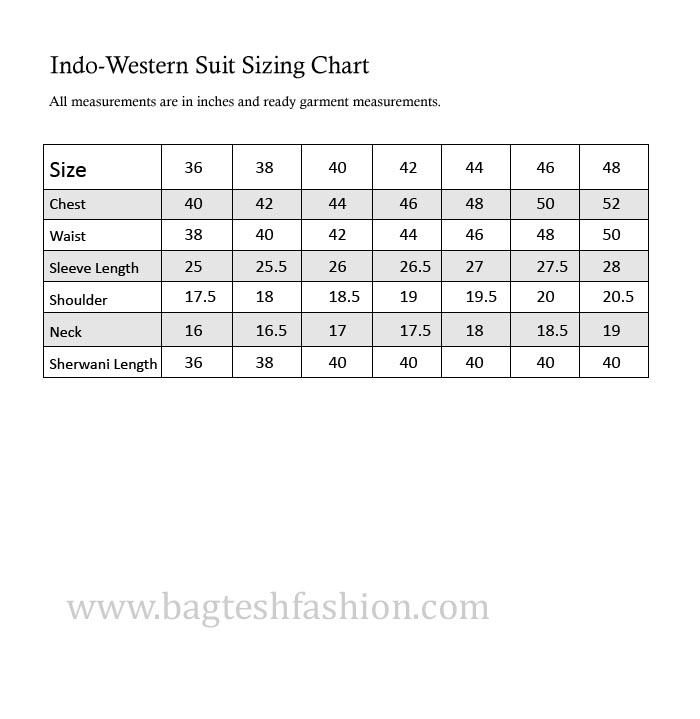 Indo-Western Suit Sizing Chart
All measurements are in inches and ready garment measurements.
Size 36 38 40 42 44 46 48
Chest 40 42 44 46 48 50 52
Waist 38 40 42 44 46 48 50
Sleeve Length 25 25.5 26 26.5 27 27.5 28
Shoulder 17.5 18 18.5 19 19.5 20 20.5
Neck 16 16.5 17 17.5 18 18.5 19
Sherwani Length 36 38 40 40 40 40 40
www.bagteshfashion.com